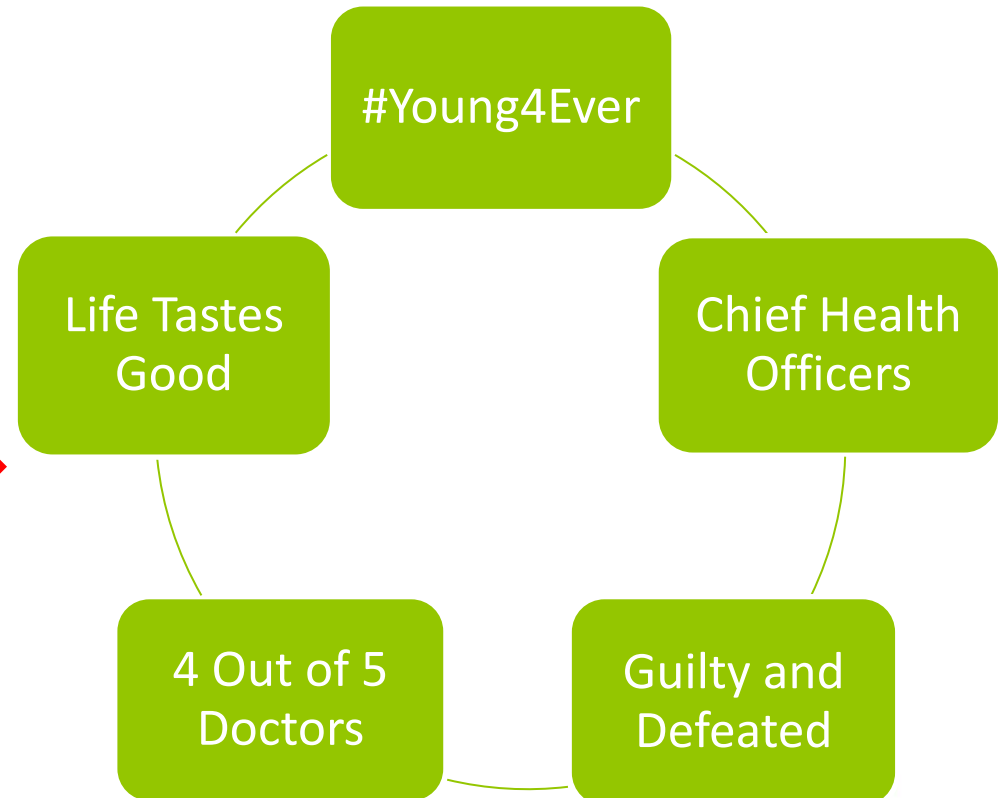 #Young4Ever
Life Tastes
Good
Chief Health
Officers
4 Out of 5
Doctors
Guilty and
Defeated